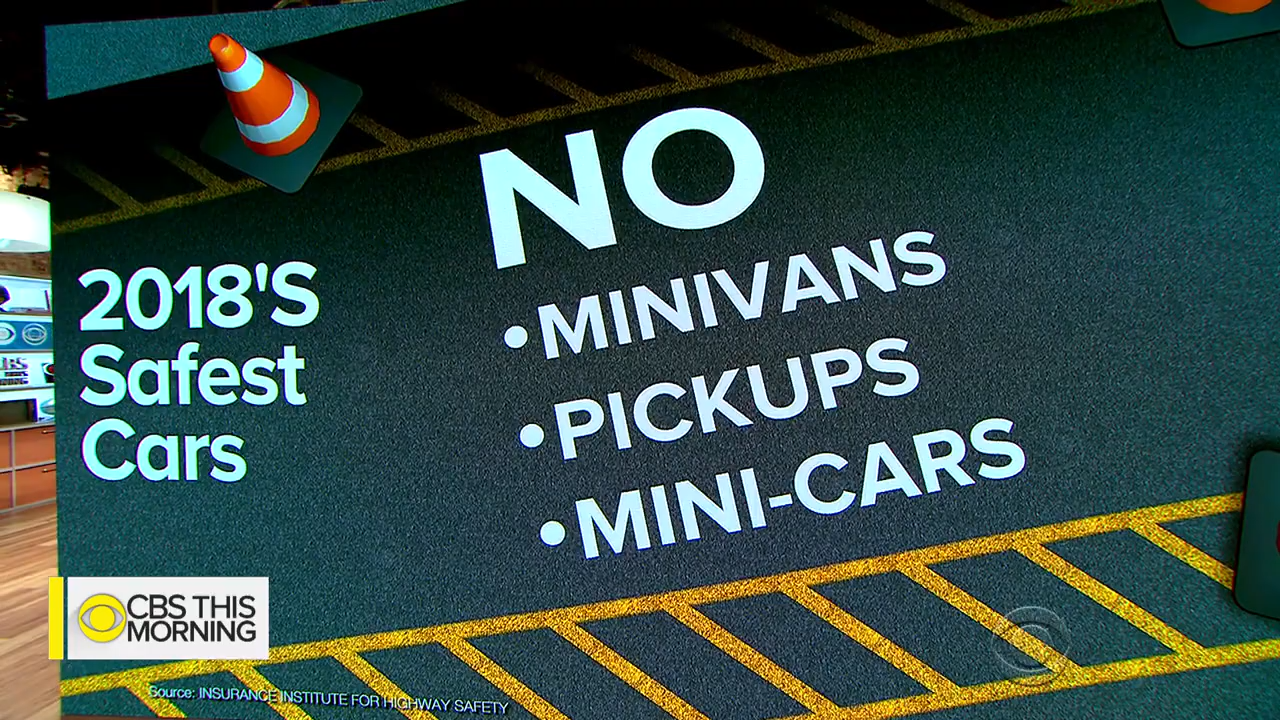 NO
2018'S
Safest
Cars
•MINIVANS
•PICKUPS
•MINI-CARS
CBS THIS
MORNING
Source: INSURANCE INSTITUTE FOR HIGHWAY SAFETY